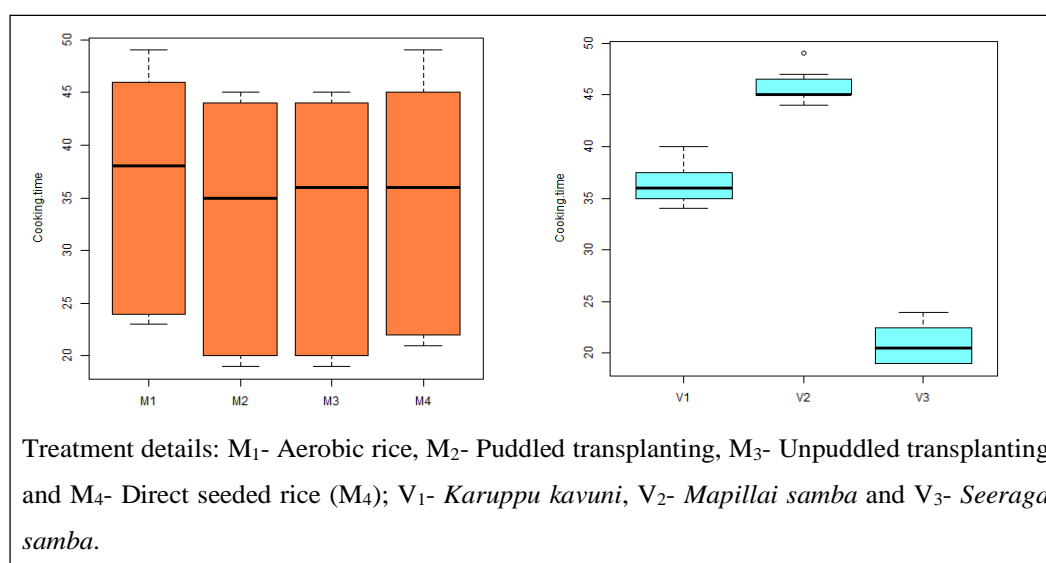 50
45
40
35
30
25
20
Cooking.time
M1
M2
M3
M4
50
45
40
35
30
25
20
Cooking.time
V1
V2
V3
Treatment details: M₁- Aerobic rice, M₂- Puddled transplanting, M₃- Unpuddled transplanting
and M₄- Direct seeded rice (M₄); V₁- Karuppu kavuni, V₂- Mapillai samba and V₃- Seeraga
samba.